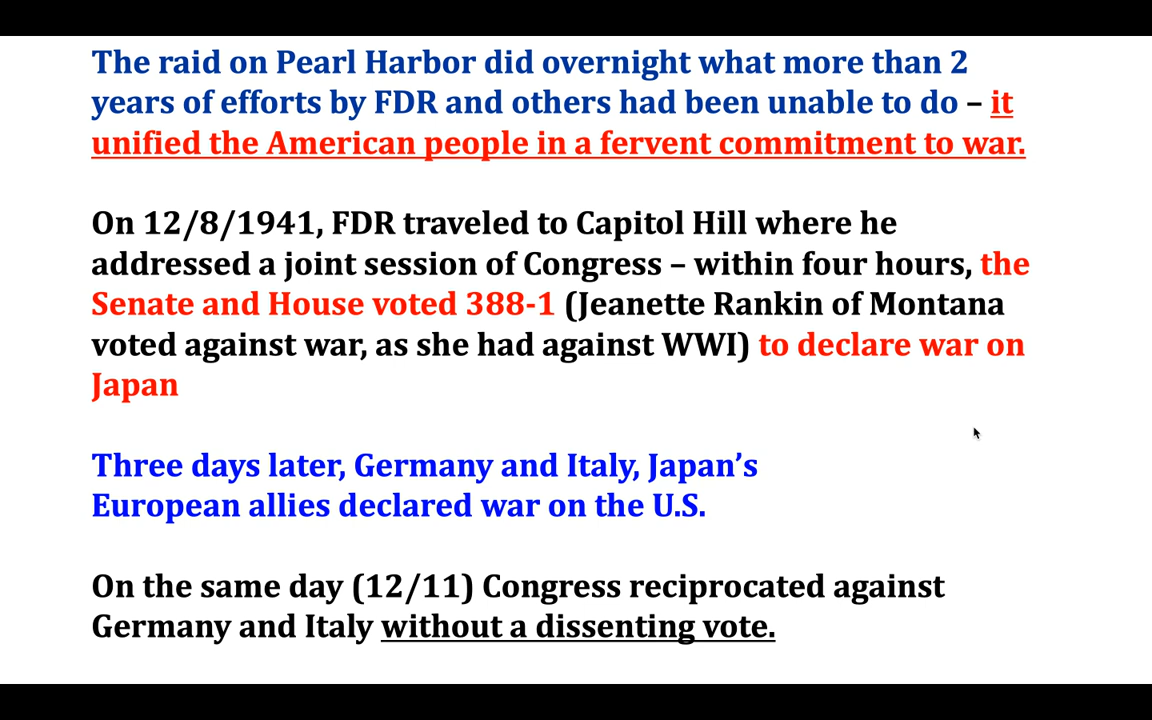 The raid on Pearl Harbor did overnight what more than 2
years of efforts by FDR and others had been unable to do – it
unified the American people in a fervent commitment to war.
On 12/8/1941, FDR traveled to Capitol Hill where he
addressed a joint session of Congress – within four hours, the
Senate and House voted 388-1 (Jeanette Rankin of Montana
voted against war, as she had against WWI) to declare war on
Japan
Three days later, Germany and Italy, Japan’s
European allies declared war on the U.S.
On the same day (12/11) Congress reciprocated against
Germany and Italy without a dissenting vote.